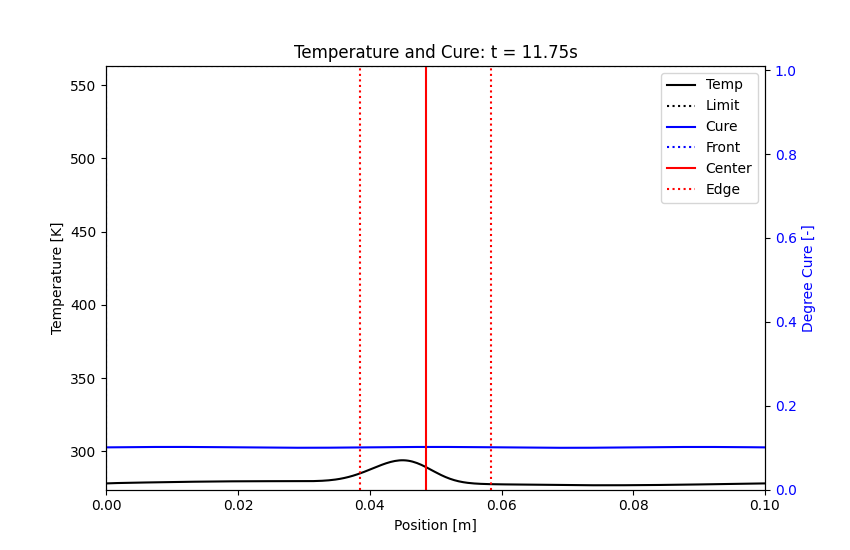 Temperature and Cure: t = 11.75s
550
500
450
400
350
300
Temperature [K]
1.0
0.8
0.6
0.4
0.2
0.0
Degree Cure [-]
Temp
Limit
Cure
Front
Center
Edge
0.00
0.02
0.04
0.06
0.08
0.10
Position [m]